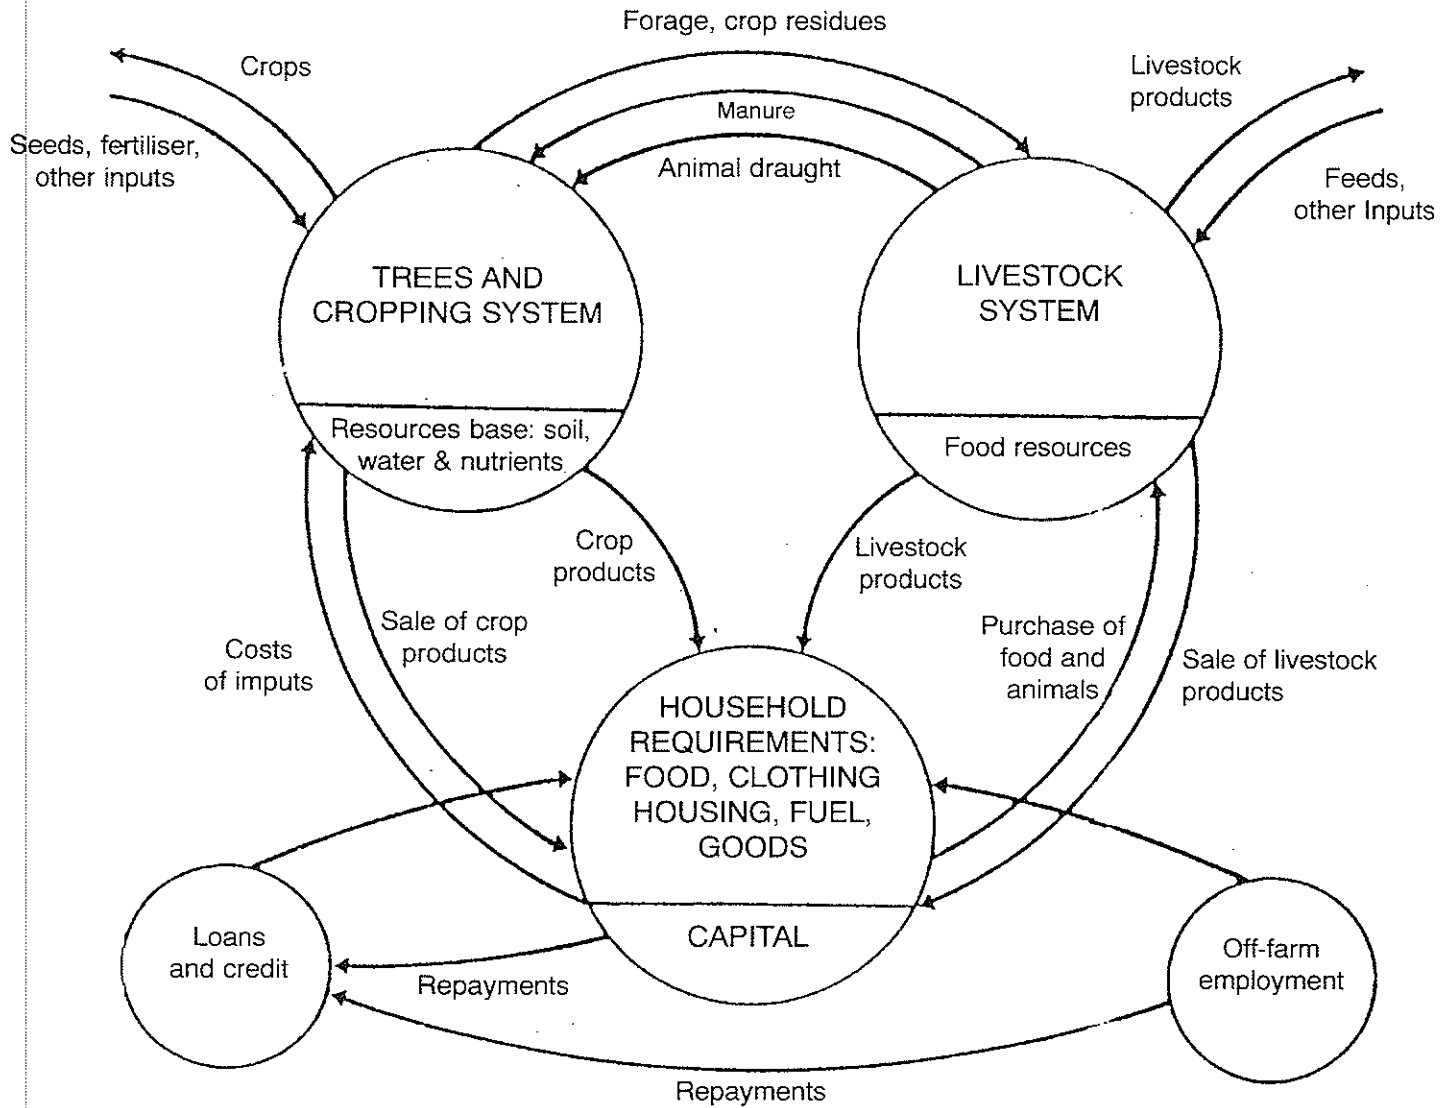 Forage, crop residues
Crops
Livestock
products
Manure
Seeds, fertiliser,
other inputs
Animal draught
Feeds,
other Inputs
TREES AND
CROPPING SYSTEM
LIVESTOCK
SYSTEM
Resources base: soil,
water & nutrients
Food resources
Crop
products
Livestock
products
Costs
of imputs
Sale of crop
products
Purchase of
food and
animals
Sale of livestock
products
HOUSEHOLD
REQUIREMENTS:
FOOD, CLOTHING
HOUSING, FUEL,
GOODS
CAPITAL
Loans
and credit
Repayments
Off-farm
employment
Repayments